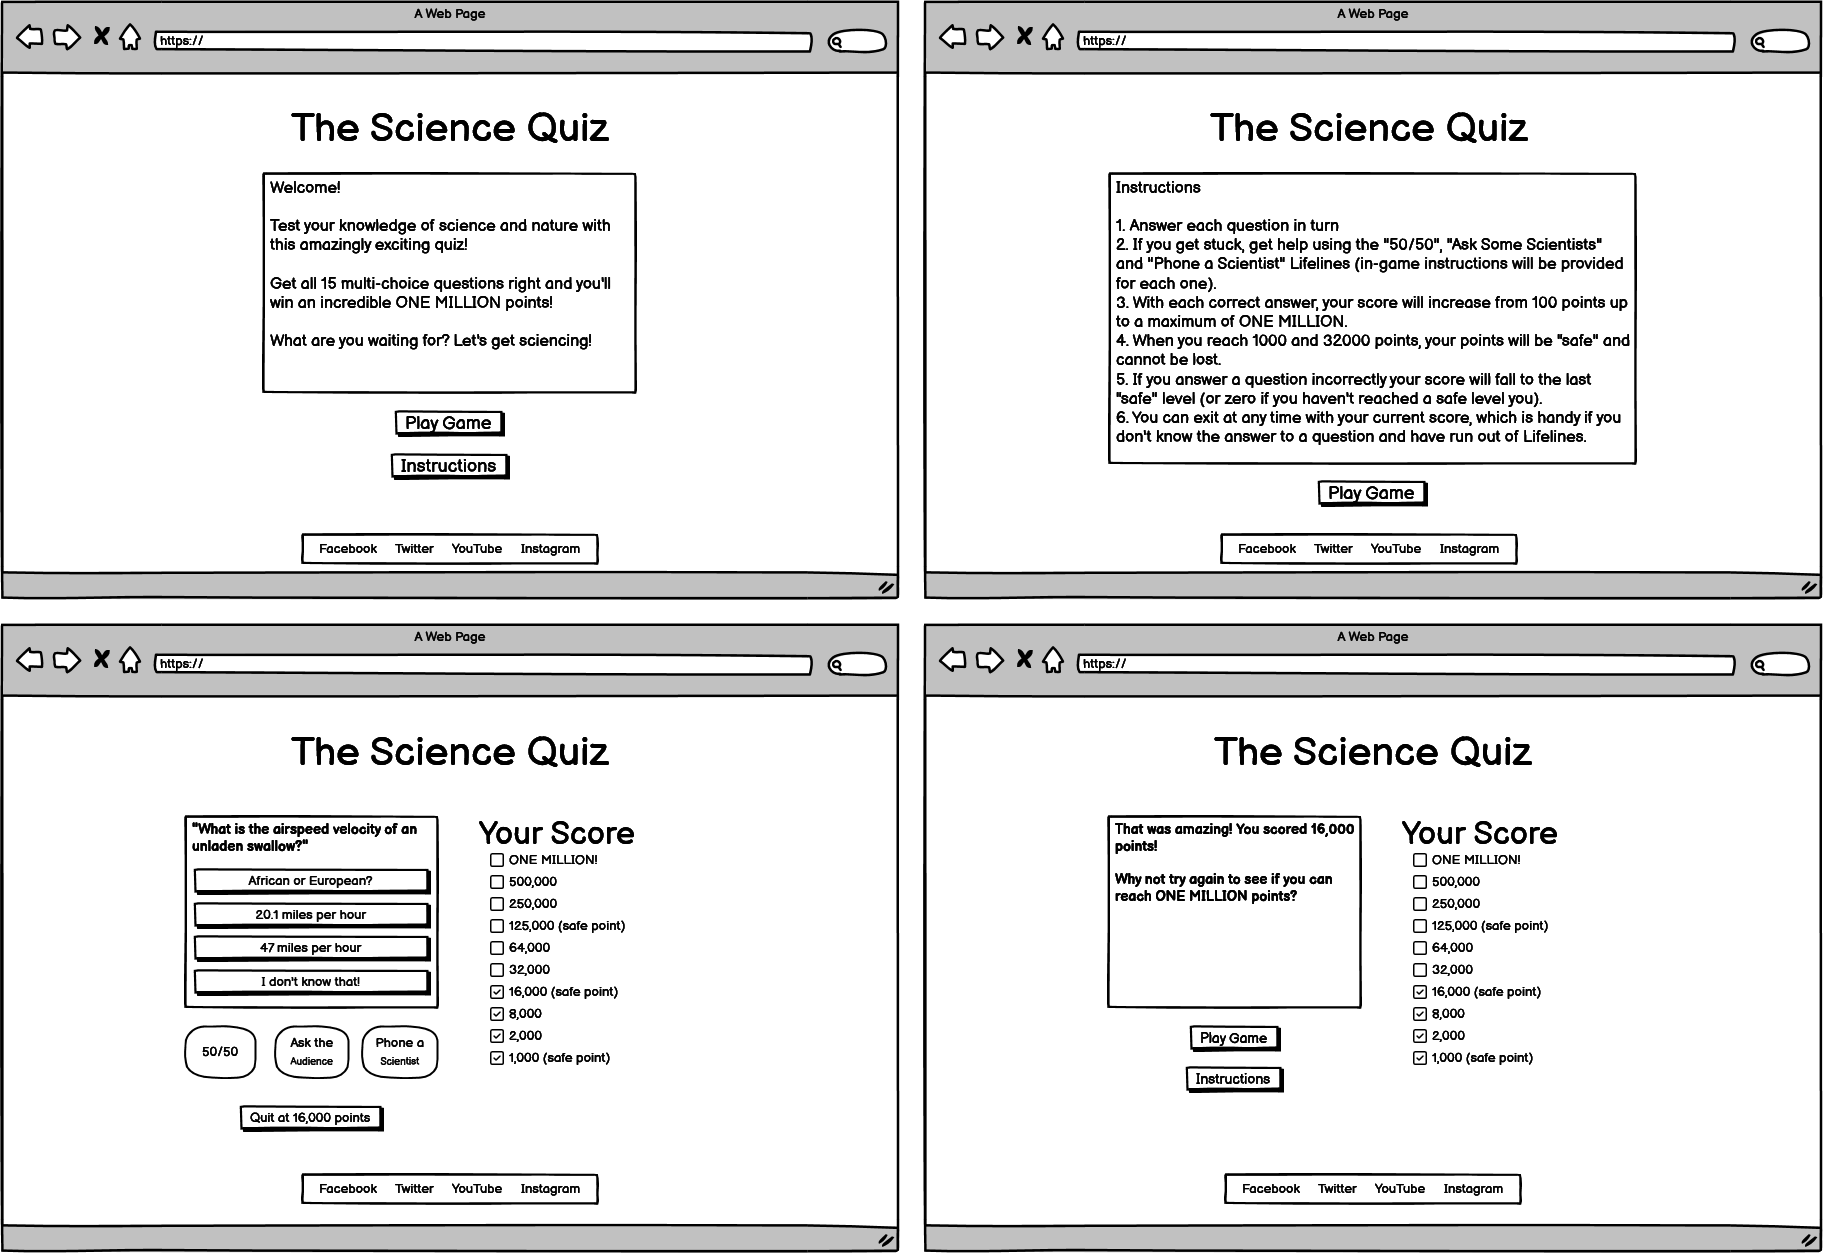 A Web Page
https://
The Science Quiz
Welcome!
Test your knowledge of science and nature with
this amazingly exciting quiz!
Get all 15 multi-choice questions right and you'll
win an incredible ONE MILLION points!
What are you waiting for? Let's get sciencing!
Play Game
Instructions
Facebook Twitter YouTube Instagram
A Web Page
https://
The Science Quiz
Instructions
1. Answer each question in turn
2. If you get stuck, get help using the "50/50", "Ask Some Scientists"
and "Phone a Scientist" Lifelines (in-game instructions will be provided
for each one).
3. With each correct answer, your score will increase from 100 points up
to a maximum of ONE MILLION.
4. When you reach 1000 and 32000 points, your points will be "safe" and
cannot be lost.
5. If you answer a question incorrectly your score will fall to the last
"safe" level (or zero if you haven't reached a safe level you).
6. You can exit at any time with your current score, which is handy if you
don't know the answer to a question and have run out of Lifelines.
Play Game
Facebook Twitter YouTube Instagram
A Web Page
https://
The Science Quiz
"What is the airspeed velocity of an
unladen swallow?"
African or European?
20.1 miles per hour
47 miles per hour
I don't know that!
50/50
Ask the
Audience
Phone a
Scientist
Quit at 16,000 points
Your Score
ONE MILLION!
500,000
250,000
125,000 (safe point)
64,000
32,000
16,000 (safe point)
8,000
2,000
1,000 (safe point)
Facebook Twitter YouTube Instagram
A Web Page
https://
The Science Quiz
That was amazing! You scored 16,000
points!
Why not try again to see if you can
reach ONE MILLION points?
Play Game
Instructions
Your Score
ONE MILLION!
500,000
250,000
125,000 (safe point)
64,000
32,000
16,000 (safe point)
8,000
2,000
1,000 (safe point)
Facebook Twitter YouTube Instagram